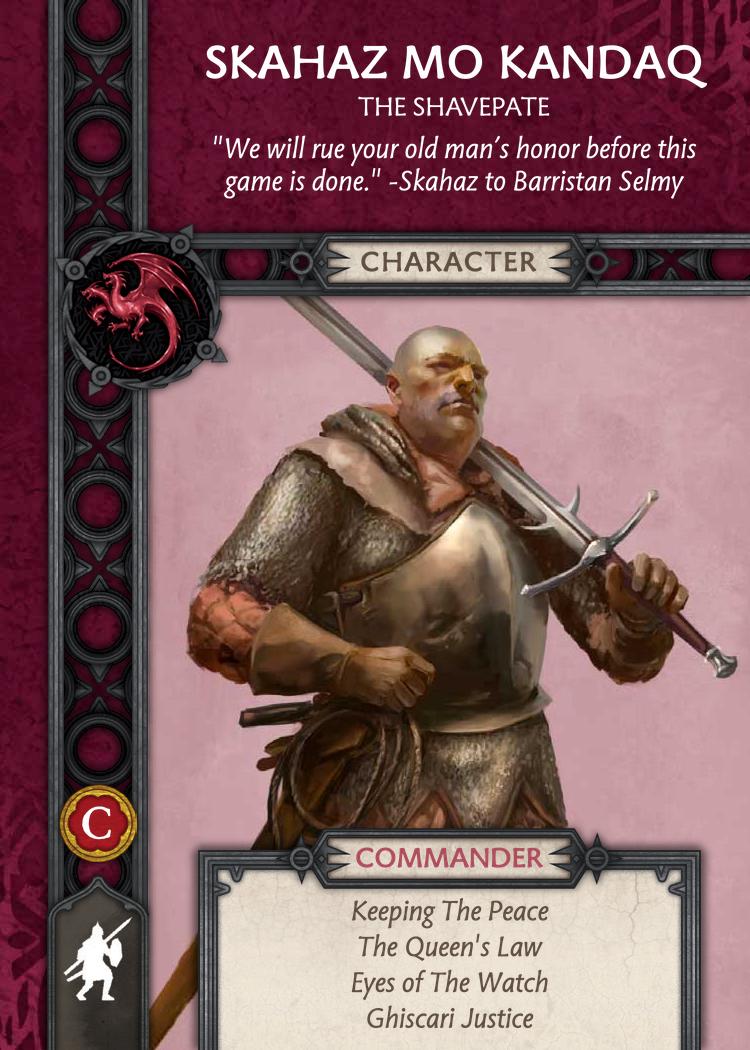 SKAHAZ MO KANDAQ
THE SHAVEPATE
"We will rue your old man's honor before this
game is done." -Skahaz to Barristan Selmy
CHARACTER
C
COMMANDER
Keeping The Peace
The Queen's Law
Eyes of The Watch
Ghiscari Justice